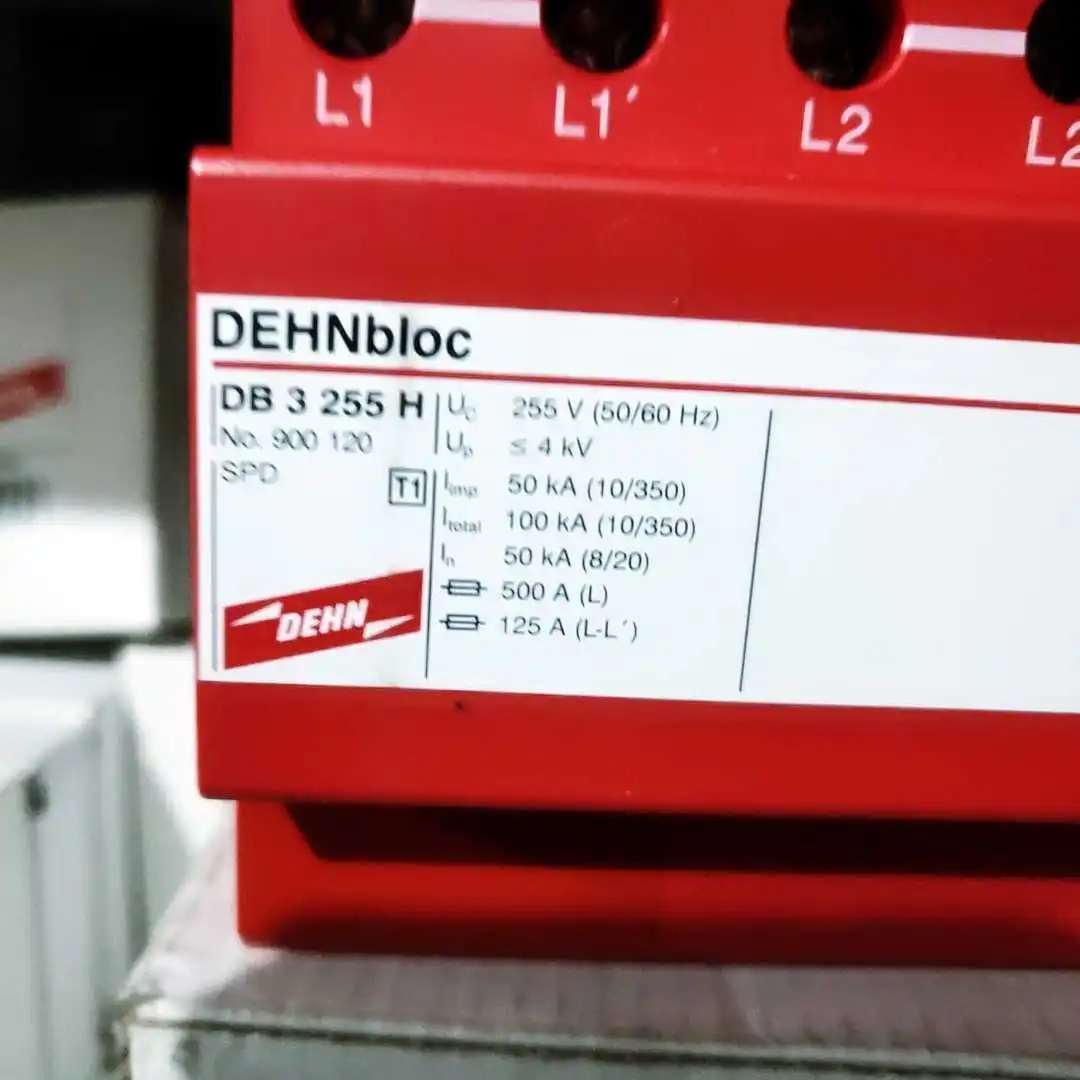 L1 L1´ L2 L2
DEHNbloc
DB 3 255 H
No. 900 120
SPD
T1
Uc 255 V (50/60 Hz)
Up ≤ 4 kV
Iimp 50 kA (10/350)
Itotal 100 kA (10/350)
In 50 kA (8/20)
500 A (L)
125 A (L-L´)
DEHN